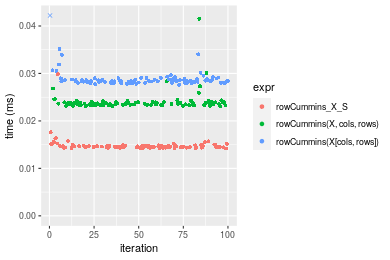 0.04
0.03
0.02
0.01
0.00
time (ms)
0
25
50
75
100
iteration
expr
rowCummins_X_S
rowCummins(X, cols, rows)
rowCummins(X[cols, rows])